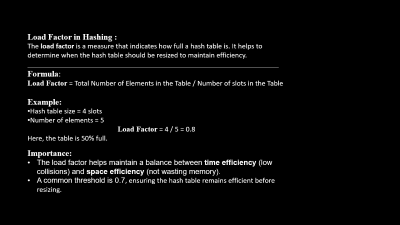 Load Factor in Hashing :
The load factor is a measure that indicates how full a hash table is. It helps to
determine when the hash table should be resized to maintain efficiency.
Formula:
Load Factor = Total Number of Elements in the Table / Number of slots in the Table
Example:
•Hash table size = 4 slots
•Number of elements = 5
Load Factor = 4 / 5 = 0.8
Here, the table is 50% full.
Importance:
• The load factor helps maintain a balance between time efficiency (low
collisions) and space efficiency (not wasting memory).
• A common threshold is 0.7, ensuring the hash table remains efficient before
resizing.